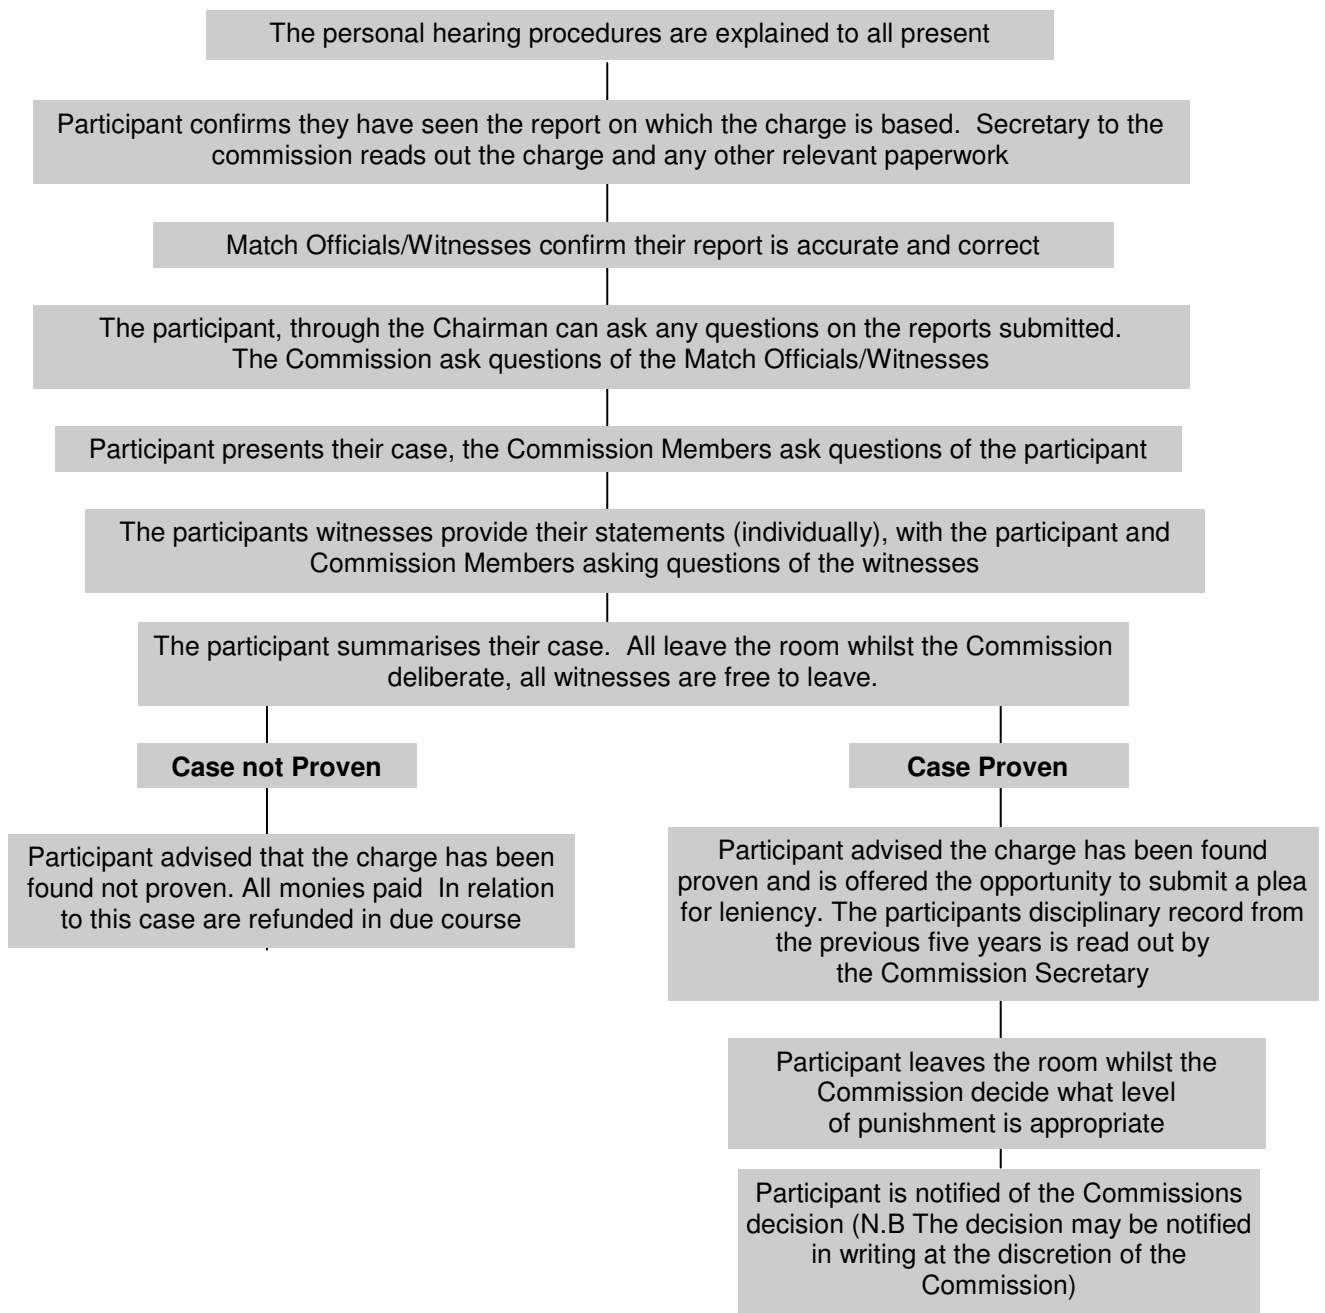 The personal hearing procedures are explained to all present
Participant confirms they have seen the report on which the charge is based.  Secretary to the
commission reads out the charge and any other relevant paperwork
Match Officials/Witnesses confirm their report is accurate and correct
The participant, through the Chairman can ask any questions on the reports submitted.
The Commission ask questions of the Match Officials/Witnesses
Participant presents their case, the Commission Members ask questions of the participant
The participants witnesses provide their statements (individually), with the participant and
Commission Members asking questions of the witnesses
The participant summarises their case.  All leave the room whilst the Commission
deliberate, all witnesses are free to leave.
Case not Proven
Participant advised that the charge has been
found not proven. All monies paid  In relation
to this case are refunded in due course
Case Proven
Participant advised the charge has been found
proven and is offered the opportunity to submit a plea
for leniency. The participants disciplinary record from
the previous five years is read out by
the Commission Secretary
Participant leaves the room whilst the
Commission decide what level
of punishment is appropriate
Participant is notified of the Commissions
decision (N.B The decision may be notified
in writing at the discretion of the
Commission)